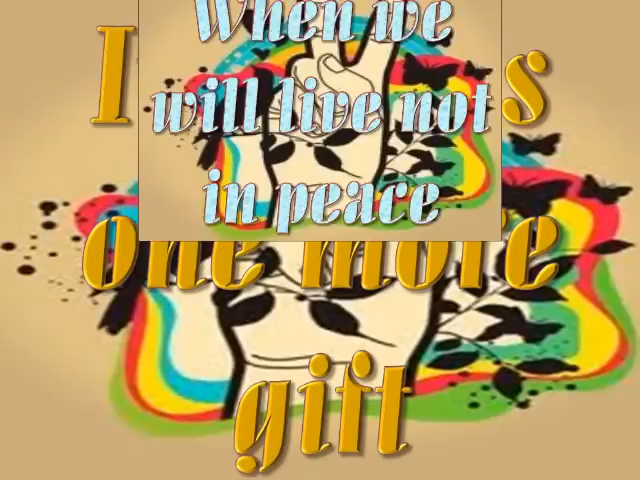 When we
will live not
in peace
I s
one more
gift